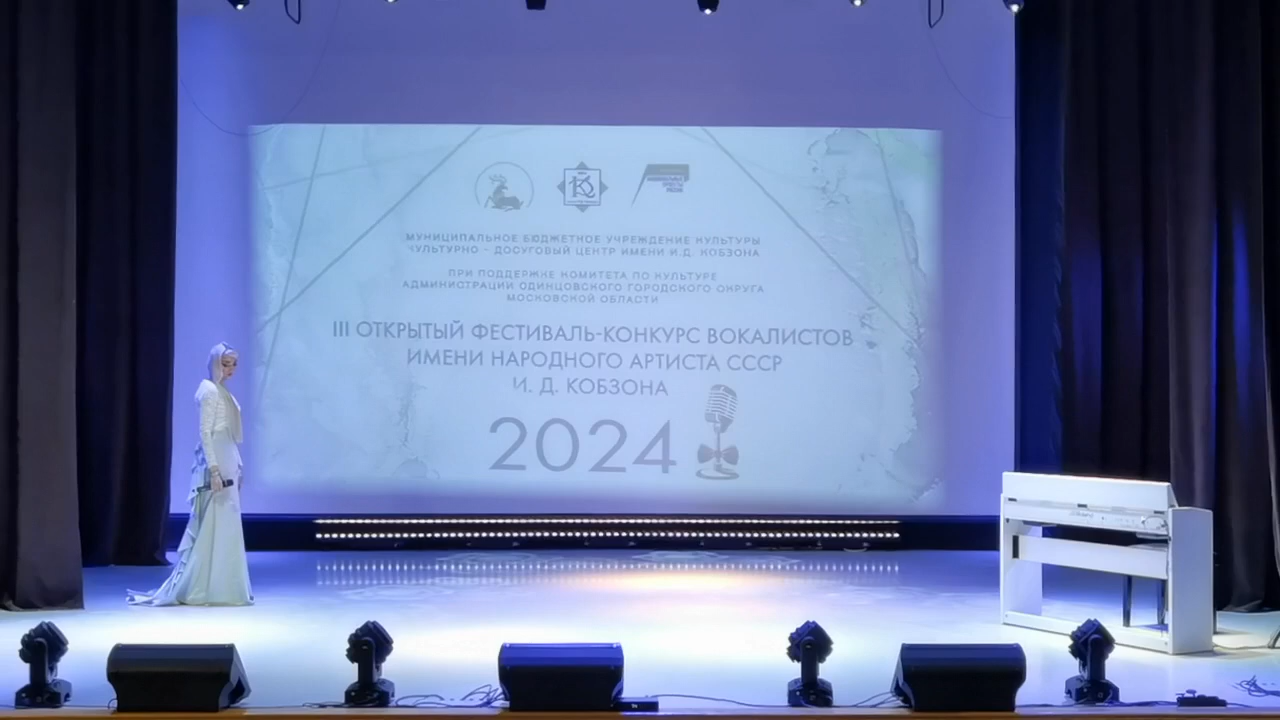 МУНИЦИПАЛЬНОЕ БЮДЖЕТНОЕ УЧРЕЖДЕНИЕ КУЛЬТУРЫ
КУЛЬТУРНО - ДОСУГОВЫЙ ЦЕНТР ИМЕНИ И.Д. КОБЗОНА
ПРИ ПОДДЕРЖКЕ КОМИТЕТА ПО КУЛЬТУРЕ
АДМИНИСТРАЦИИ ОДИНЦОВСКОГО ГОРОДСКОГО ОКРУГА
МОСКОВСКОЙ ОБЛАСТИ
III ОТКРЫТЫЙ ФЕСТИВАЛЬ-КОНКУРС ВОКАЛИСТОВ
ИМЕНИ НАРОДНОГО АРТИСТА СССР
И. Д. КОБЗОНА
2024